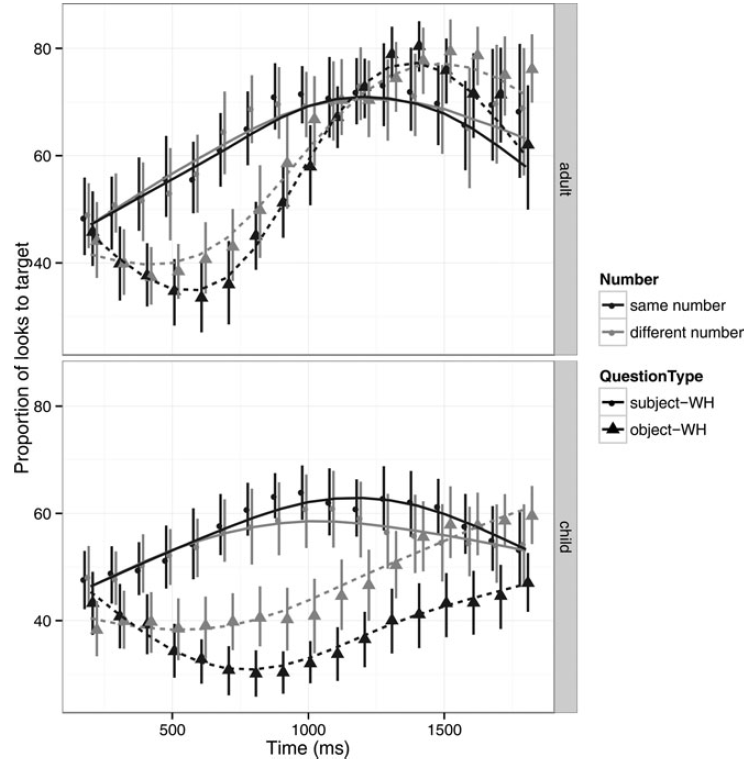 Proportion of looks to target
80
60
40
adult
80
60
40
child
500
1000
1500
Time (ms)
Number
same number
different number
QuestionType
subject-WH
object-WH